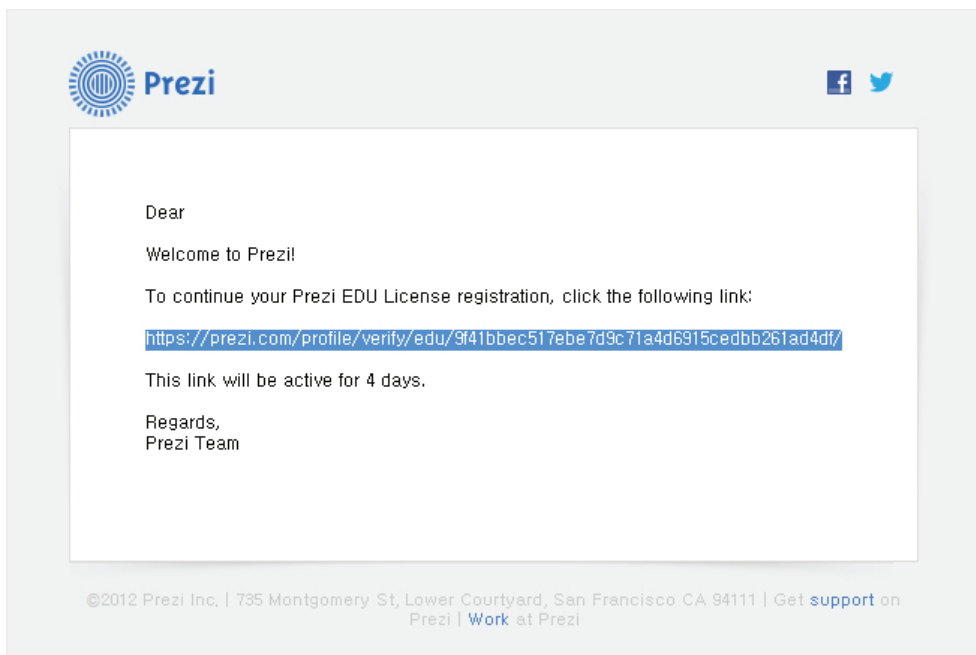 Prezi
Dear
Welcome to Prezi!
To continue your Prezi EDU License registration, click the following link:
https://prezi.com/profile/verify/edu/9f41bbec517ebe7d9c71a4d6915cedbb261ad4df/
This link will be active for 4 days.
Regards,
Prezi Team
©2012 Prezi Inc, | 735 Montgomery St, Lower Courtyard, San Francisco CA 94111 | Get support on
Prezi | Work at Prezi